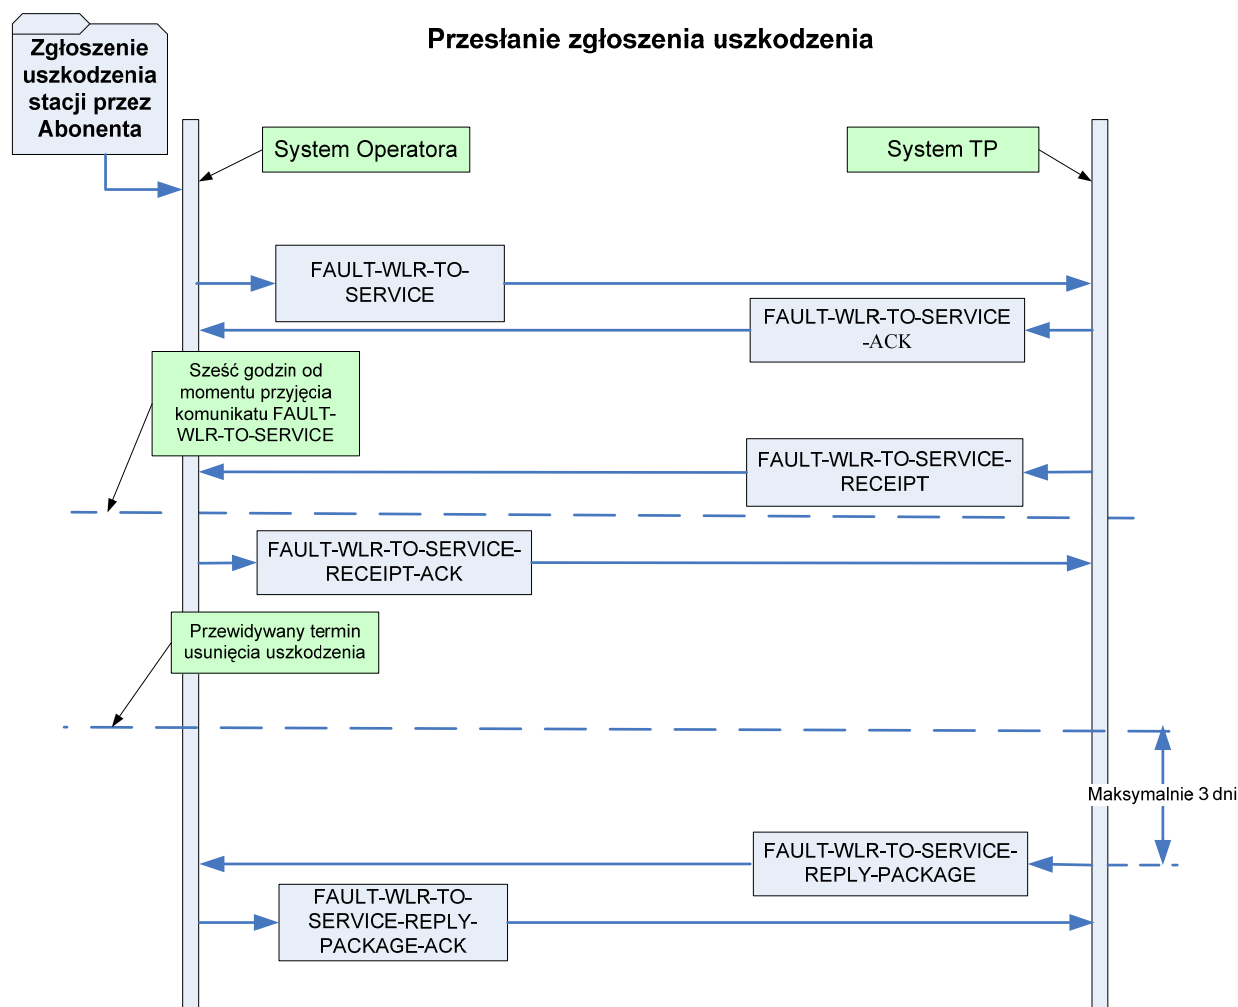 Przesłanie zgłoszenia uszkodzenia
Zgłoszenie
uszkodzenia
stacji przez
Abonenta
System Operatora
System TP
FAULT-WLR-TO-
SERVICE
FAULT-WLR-TO-SERVICE
-ACK
Sześć godzin od
momentu przyjęcia
komunikatu FAULT-
WLR-TO-SERVICE
FAULT-WLR-TO-SERVICE-
RECEIPT
FAULT-WLR-TO-SERVICE-
RECEIPT-ACK
Przewidywany termin
usunięcia uszkodzenia
Maksymalnie 3 dni
FAULT-WLR-TO-SERVICE-
REPLY-PACKAGE
FAULT-WLR-TO-
SERVICE-REPLY-
PACKAGE-ACK